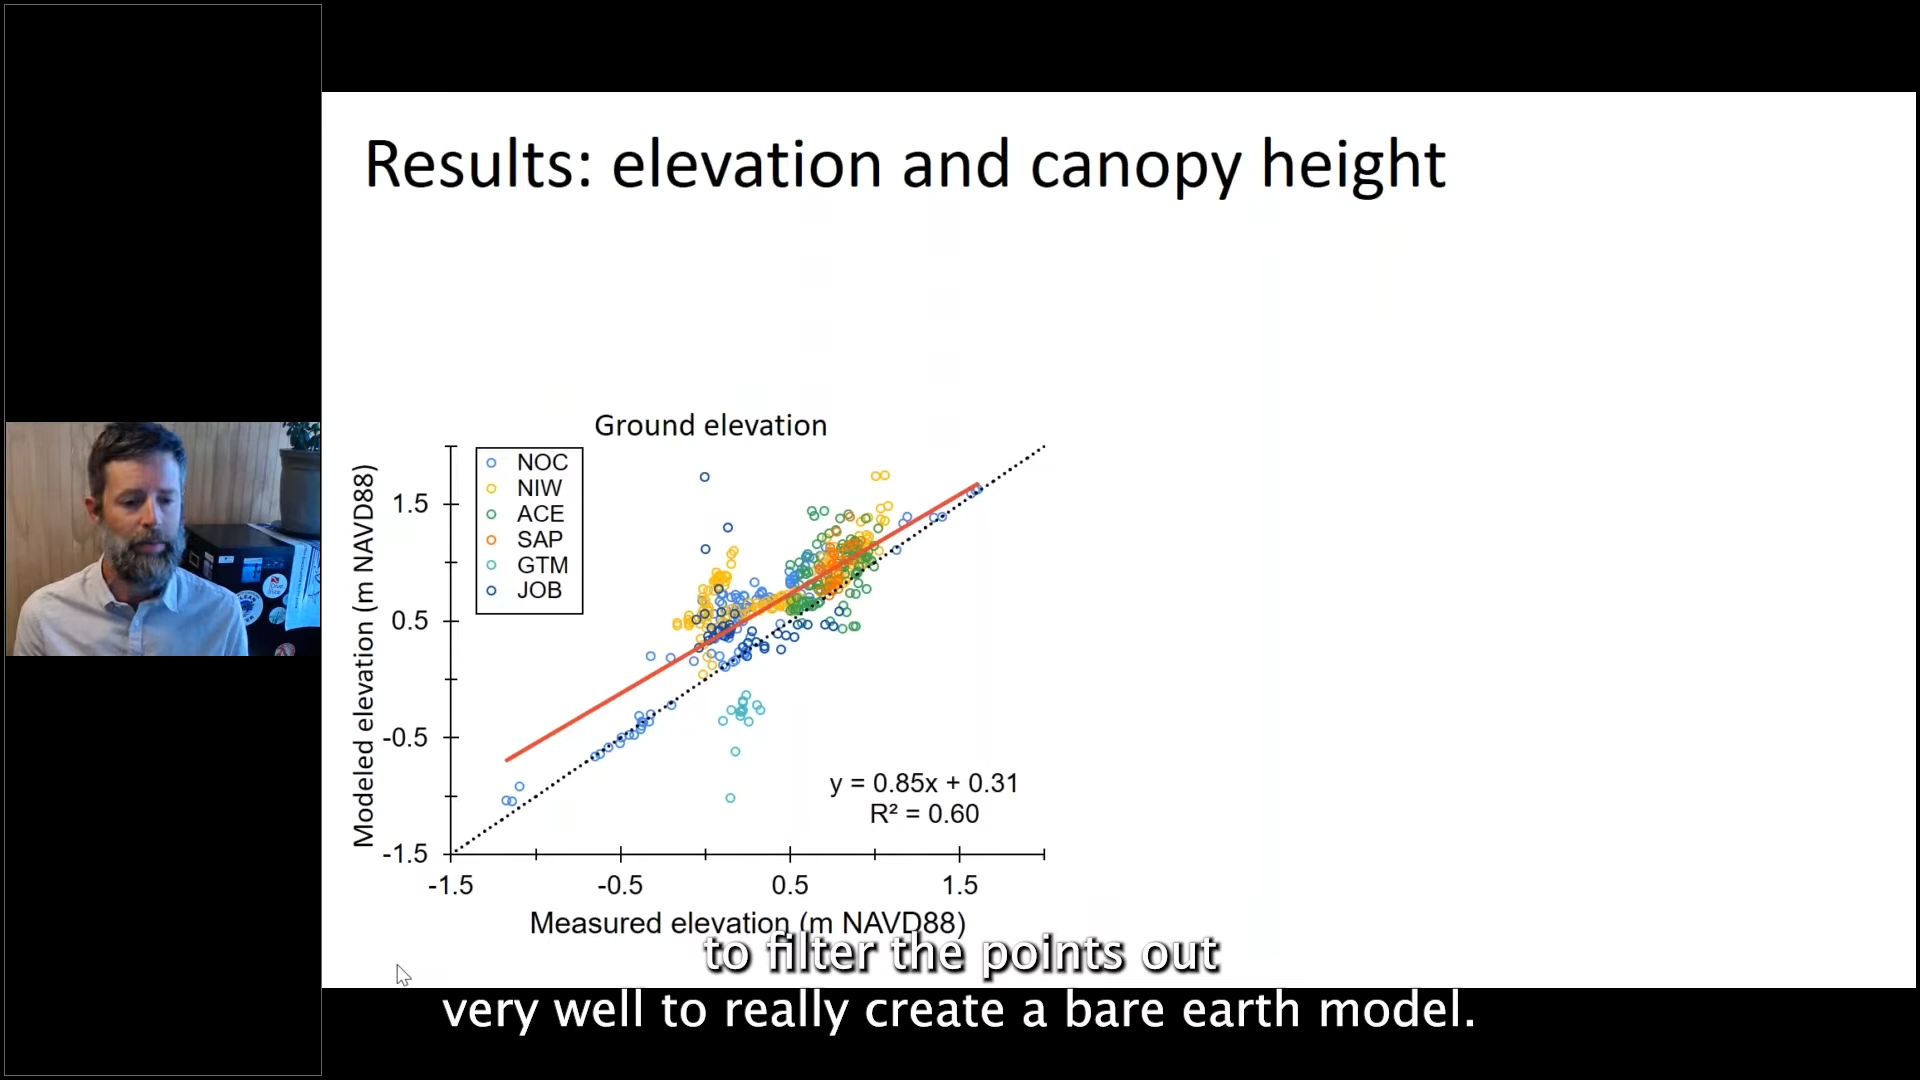 Results: elevation and canopy height
Ground elevation
NOC
NIW
ACE
SAP
GTM
JOB
Modeled elevation (m NAVD88)
1.5
0.5
-0.5
-1.5
y = 0.85x + 0.31
R² = 0.60
-1.5 -0.5 0.5 1.5
Measured elevation (m NAVD88)
to filter the points out
very well to really create a bare earth model.